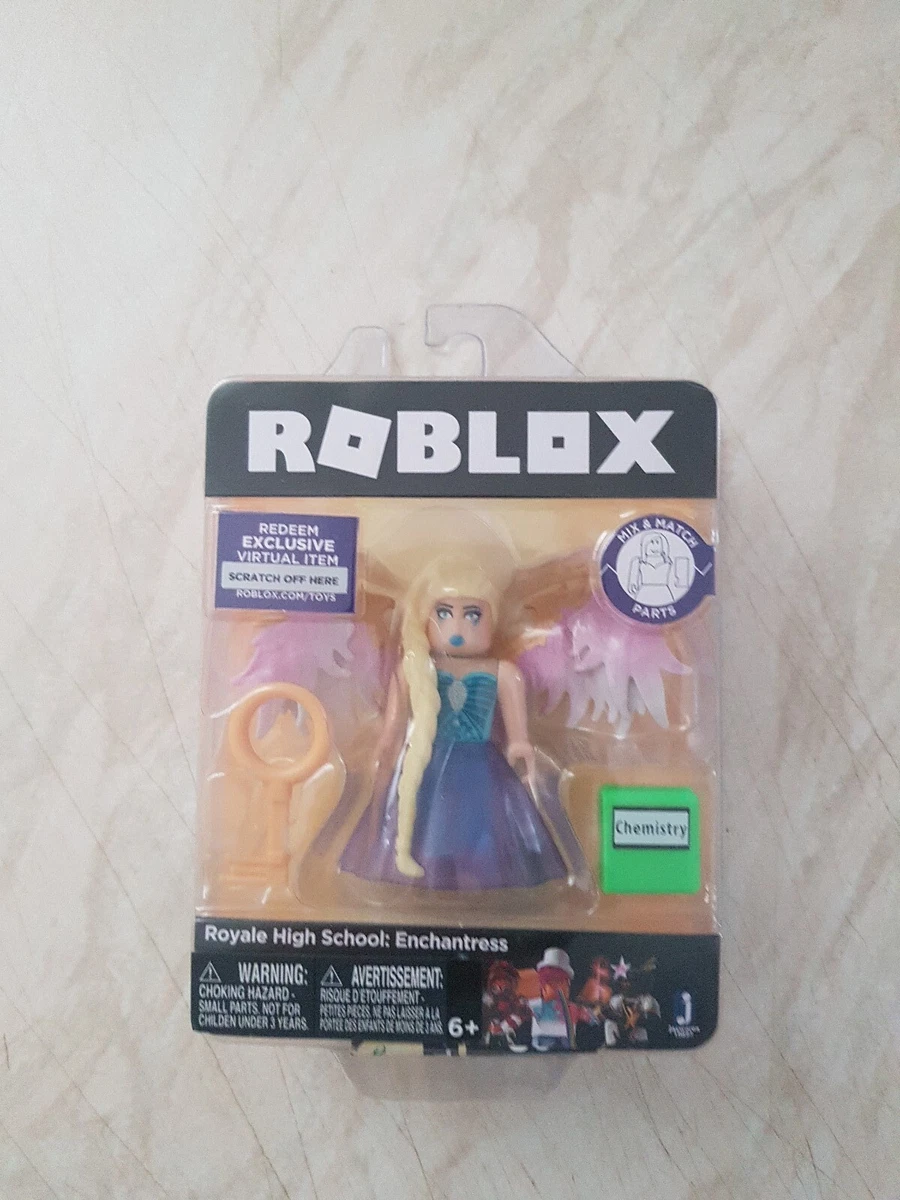 ROBLOX
REDEEM
EXCLUSIVE
VIRTUAL ITEM
SCRATCH OFF HERE
ROBLOX.COM/TOYS
MIX & MATCH
PARTS
Chemistry
Royale High School: Enchantress
WARNING:
CHOKING HAZARD -
SMALL PARTS. NOT FOR
CHILDEN UNDER 3 YEARS.
AVERTISSEMENT:
RISQUE D'ÉTOUFFEMENT -
PETITES PIÈCES. NE PAS LAISSER A LA
PORTÉE DES ENFANTS DE MOINS DE 3 ANS.
6+